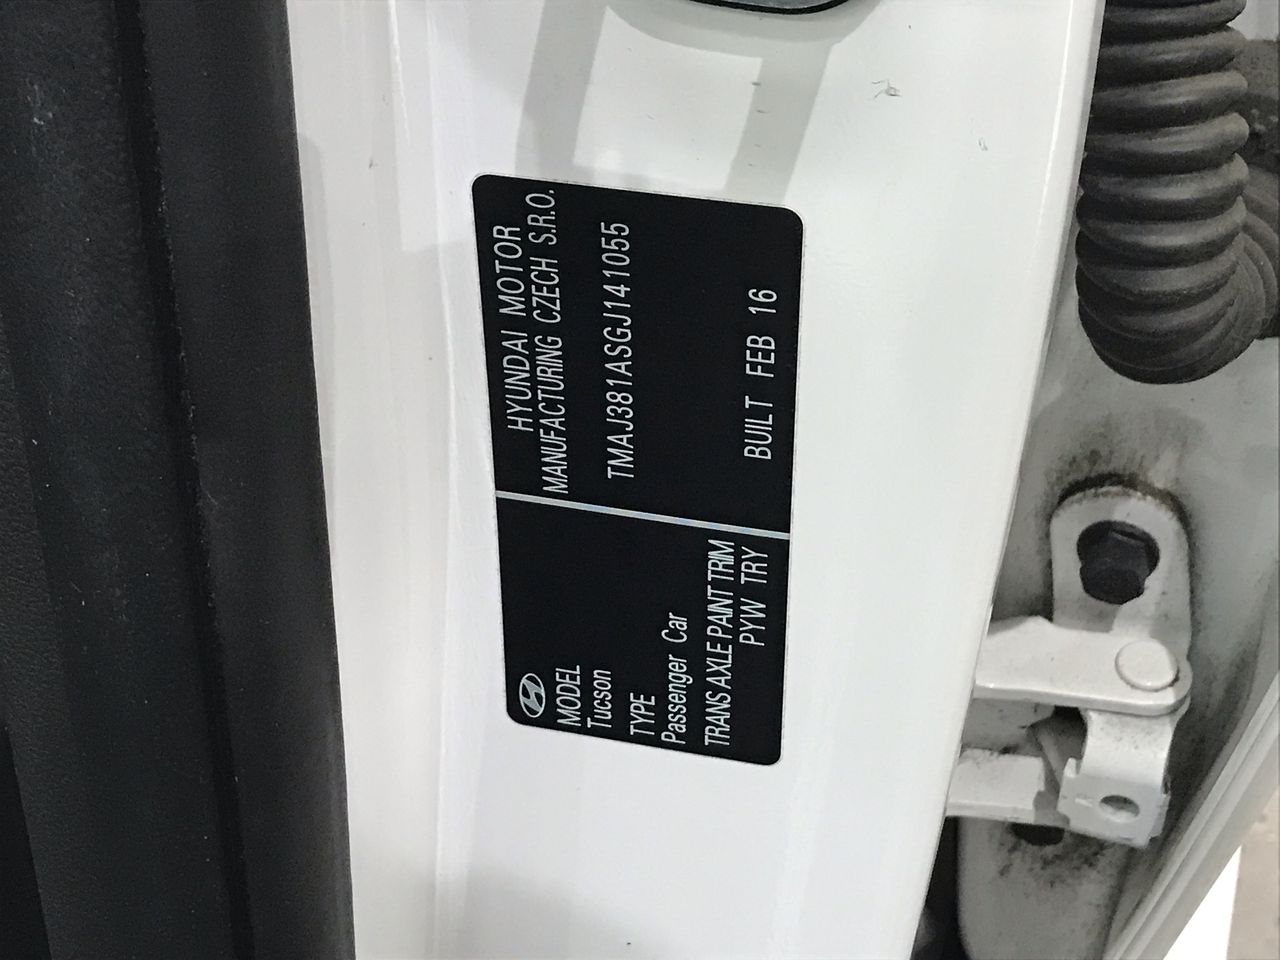 MODEL
Tucson
TYPE
Passenger Car
TRANS AXLE PAINT TRIM
PYW TRY
HYUNDAI MOTOR
MANUFACTURING CZECH S.R.O.
TMAJ381ASGJ141055
BUILT FEB 16